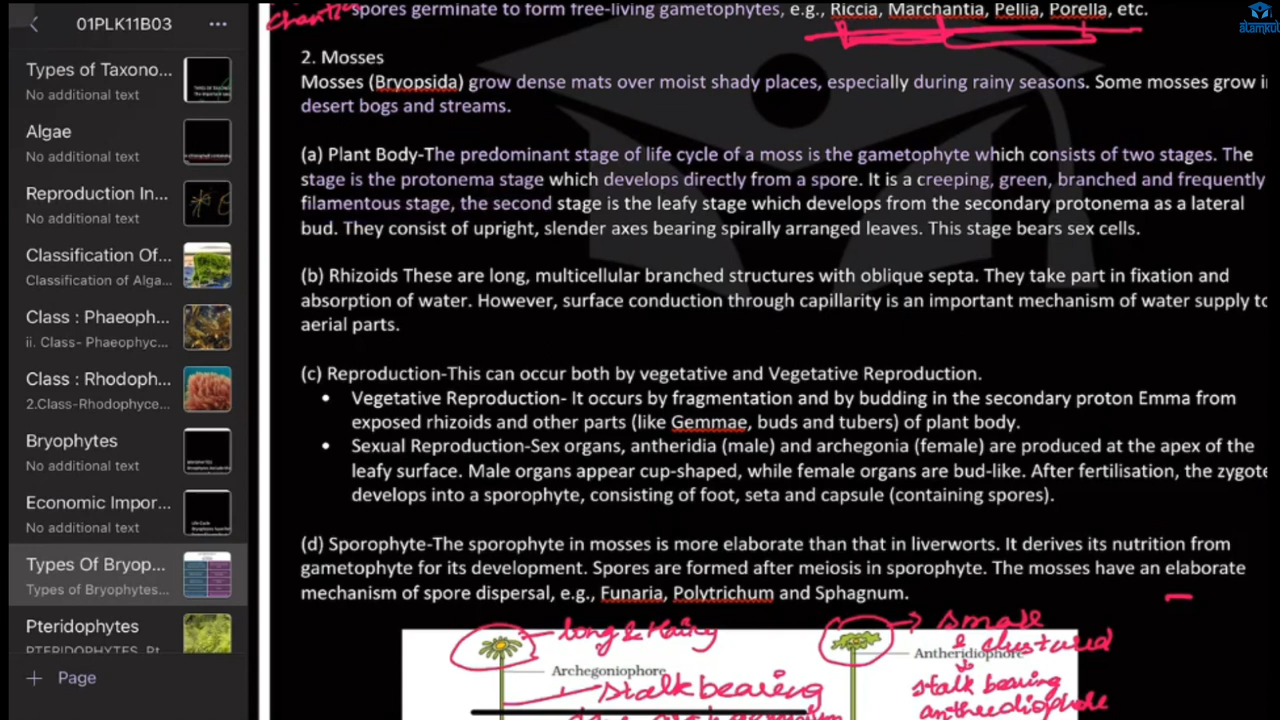 01PLK11B03
Types of Taxono...
No additional text
Algae
No additional text
Reproduction In...
No additional text
Classification Of...
Classification of Alga...
Class : Phaeoph...
ii. Class- Phaeophyc...
Class : Rhodoph...
2.Class-Rhodophyce...
Bryophytes
No additional text
Economic Impor...
No additional text
Types Of Bryop...
Types of Bryophytes...
Pteridophytes
PTERIDOPHYTES, Pt
Page
spores germinate to form free-living gametophytes, e.g., Riccia, Marchantia, Pellia, Porella, etc.
2. Mosses
Mosses (Bryopsida) grow dense mats over moist shady places, especially during rainy seasons. Some mosses grow in
desert bogs and streams.
(a) Plant Body-The predominant stage of life cycle of a moss is the gametophyte which consists of two stages. The
stage is the protonema stage which develops directly from a spore. It is a creeping, green, branched and frequently
filamentous stage, the second stage is the leafy stage which develops from the secondary protonema as a lateral
bud. They consist of upright, slender axes bearing spirally arranged leaves. This stage bears sex cells.
(b) Rhizoids These are long, multicellular branched structures with oblique septa. They take part in fixation and
absorption of water. However, surface conduction through capillarity is an important mechanism of water supply to
aerial parts.
(c) Reproduction-This can occur both by vegetative and Vegetative Reproduction.
• Vegetative Reproduction- It occurs by fragmentation and by budding in the secondary proton Emma from
exposed rhizoids and other parts (like Gemmae, buds and tubers) of plant body.
• Sexual Reproduction-Sex organs, antheridia (male) and archegonia (female) are produced at the apex of the
leafy surface. Male organs appear cup-shaped, while female organs are bud-like. After fertilisation, the zygote
develops into a sporophyte, consisting of foot, seta and capsule (containing spores).
(d) Sporophyte-The sporophyte in mosses is more elaborate than that in liverworts. It derives its nutrition from
gametophyte for its development. Spores are formed after meiosis in sporophyte. The mosses have an elaborate
mechanism of spore dispersal, e.g., Funaria, Polytrichum and Sphagnum.
long & Hairy
Archegoniophore
stalk bearing
small
& clustured
Antheridiophore
stalk bearing